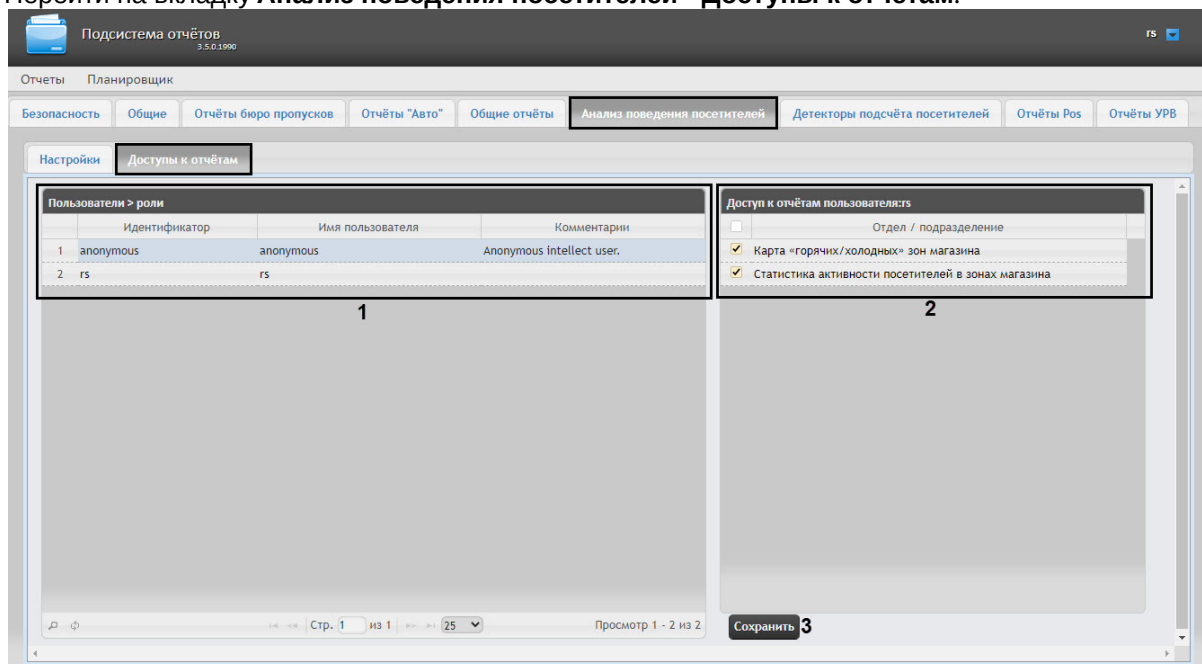 Перейти на вкладку Анализ поведения посетителей - Доступы к отчётам.
Подсистема отчётов
3.5.0.1990
rs
Отчеты Планировщик
Безопасность Общие Отчёты бюро пропусков Отчёты "Авто" Общие отчёты Анализ поведения посетителей Детекторы подсчёта посетителей Отчёты Pos Отчёты УРВ
Настройки Доступы к отчётам
Пользователи > роли
Идентификатор Имя пользователя Комментарии
1 anonymous anonymous Anonymous intellect user.
2 rs rs
1
Доступ к отчётам пользователя:rs
Отдел / подразделение
Карта «горячих/холодных» зон магазина
Статистика активности посетителей в зонах магазина
2
Стр. 1 из 1 25 Просмотр 1 - 2 из 2
Сохранить 3